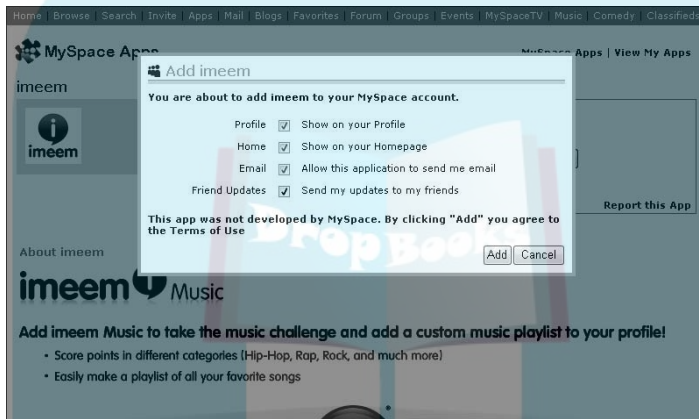 Home | Browse | Search | Invite | Apps | Mail | Blogs | Favorites | Forum | Groups | Events | MySpaceTV | Music | Comedy | Classifieds
MySpace Apps
MySpace Apps | View My Apps
imeem
imeem
Add imeem
You are about to add imeem to your MySpace account.
Profile Show on your Profile
Home Show on your Homepage
Email Allow this application to send me email
Friend Updates Send my updates to my friends
This app was not developed by MySpace. By clicking "Add" you agree to
the Terms of Use
Add Cancel
Report this App
DropBooks
About imeem
imeem Music
Add imeem Music to take the music challenge and add a custom music playlist to your profile!
• Score points in different categories (Hip-Hop, Rap, Rock, and much more)
• Easily make a playlist of all your favorite songs